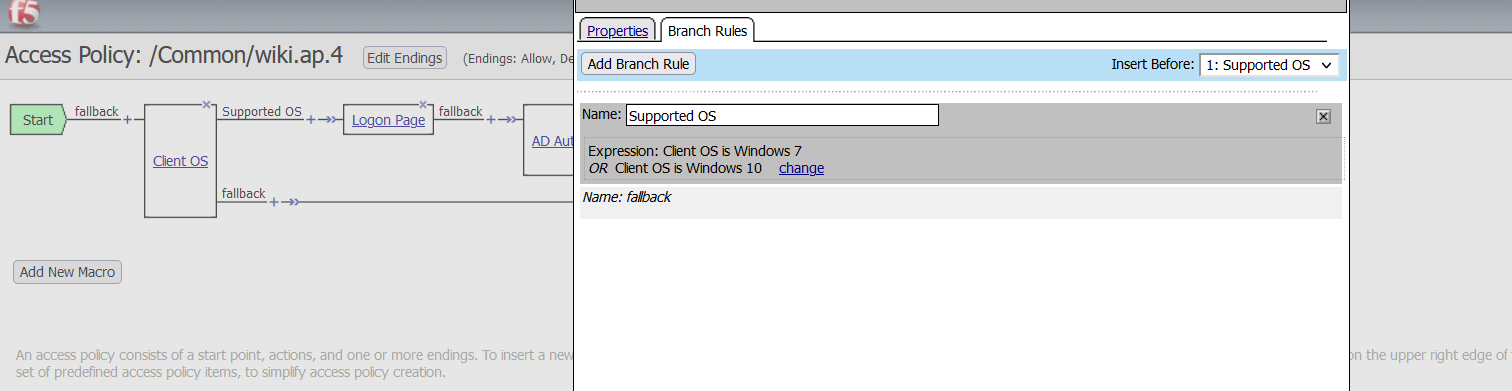 f5
Properties
Branch Rules
Access Policy: /Common/wiki.ap.4
Edit Endings
(Endings: Allow, De
Add Branch Rule
Insert Before:
1: Supported OS
Start
fallback
Client OS
Supported OS
Logon Page
fallback
AD Aut
fallback
Name:
Supported OS
Expression: Client OS is Windows 7
OR Client OS is Windows 10 change
Name: fallback
Add New Macro
An access policy consists of a start point, actions, and one or more endings. To insert a new
on the upper right edge of
set of predefined access policy items, to simplify access policy creation.